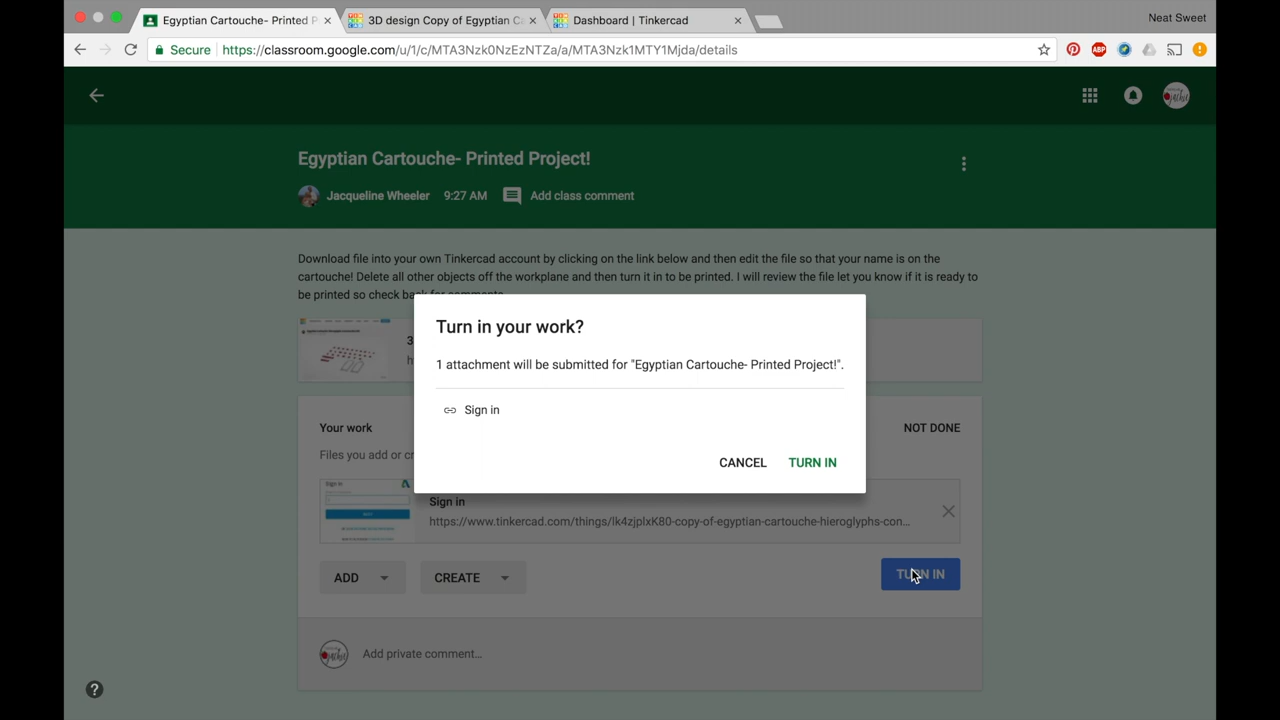 Neat Sweet
Egyptian Cartouche- Printed P
3D design Copy of Egyptian C
Dashboard | Tinkercad
Secure
https://classroom.google.com/u/1/c/MTA3Nzk0NzEzNTZa/a/MTA3Nzk1MTY1Mjda/details
ABP
Egyptian Cartouche- Printed Project!
Jacqueline Wheeler 9:27 AM Add class comment
Download file into your own Tinkercad account by clicking on the link below and then edit the file so that your name is on the
cartouche! Delete all other objects off the workplane and then turn it in to be printed. I will review the file let you know if it is ready to
be printed so check back for comments
3
h
Turn in your work?
1 attachment will be submitted for "Egyptian Cartouche- Printed Project!".
Sign in
CANCEL TURN IN
Your work NOT DONE
Files you add or cr
Sign in
Sign in
https://www.tinkercad.com/things/lk4zjplxK80-copy-of-egyptian-cartouche-hieroglyphs-con...
ADD CREATE TURN IN
Add private comment...
?